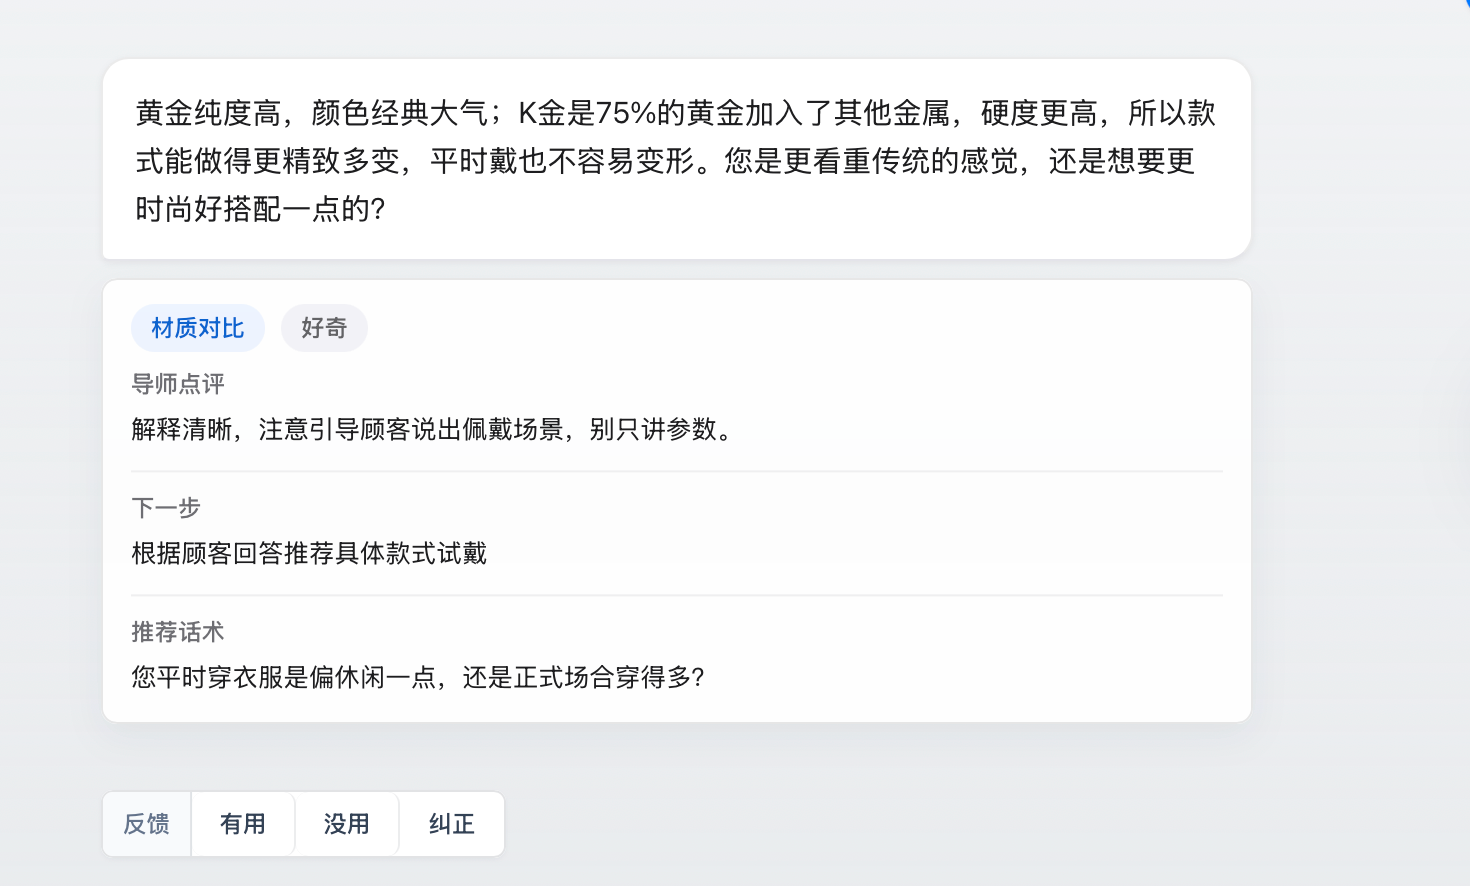 黄金纯度高，颜色经典大气；K金是75%的黄金加入了其他金属，硬度更高，所以款
式能做得更精致多变，平时戴也不容易变形。您是更看重传统的感觉，还是想要更
时尚好搭配一点的？
材质对比 好奇
导师点评
解释清晰，注意引导顾客说出佩戴场景，别只讲参数。
下一步
根据顾客回答推荐具体款式试戴
推荐话术
您平时穿衣服是偏休闲一点，还是正式场合穿得多？
反馈 有用 没用 纠正